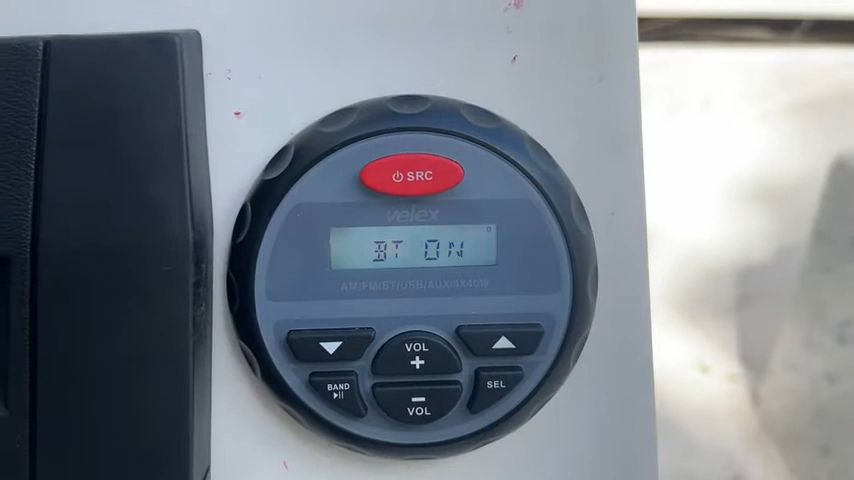 ⏻ SRC
velex
BT ON
AM/FM/BT/USB/AUX/4X40W
VOL
+
BAND
▶II
SEL
−
VOL